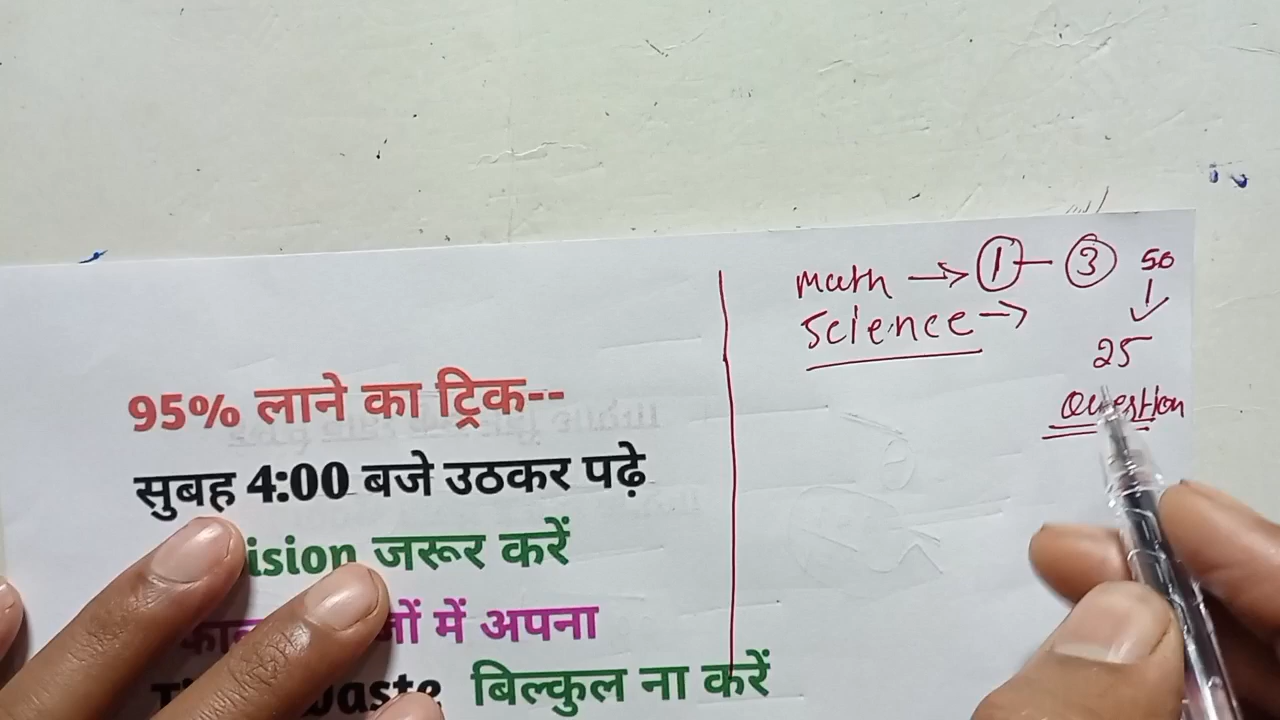 95% लाने का ट्रिक--
सुबह 4:00 बजे उठकर पढ़े
ision जरूर करें
में अपना
बिल्कुल ना करें
Math → ① — ③ 50
Science →
↓
25
Question